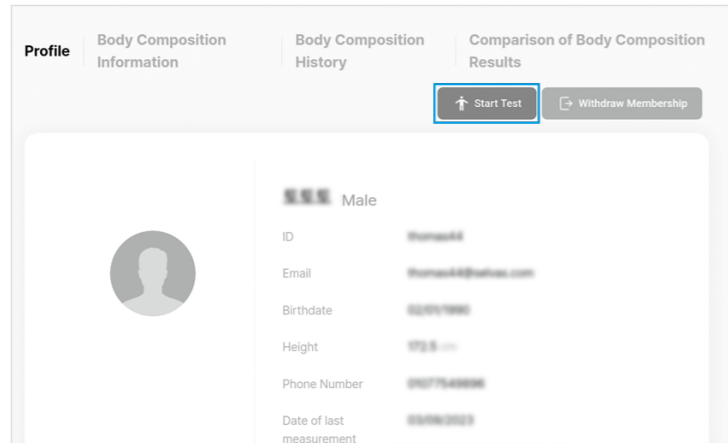 Profile
Body Composition
Information
Body Composition
History
Comparison of Body Composition
Results
Start Test
Withdraw Membership
Male
ID
Email
Birthdate
Height
Phone Number
Date of last
measurement